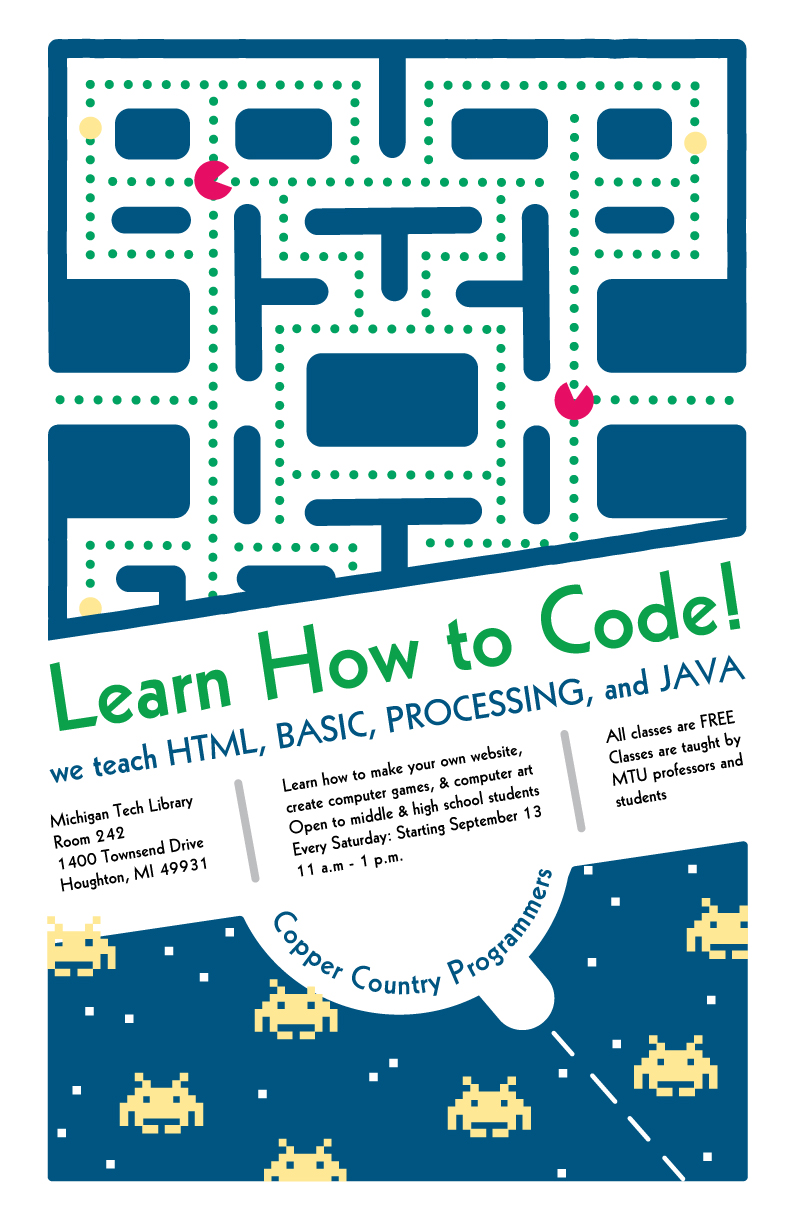 Learn How to Code!
we teach HTML, BASIC, PROCESSING, and JAVA
Michigan Tech Library
Room 242
1400 Townsend Drive
Houghton, MI 49931
Learn how to make your own website,
create computer games, & computer art
Open to middle & high school students
Every Saturday: Starting September 13
11 a.m - 1 p.m.
All classes are FREE
Classes are taught by
MTU professors and
students
Copper Country Programmers